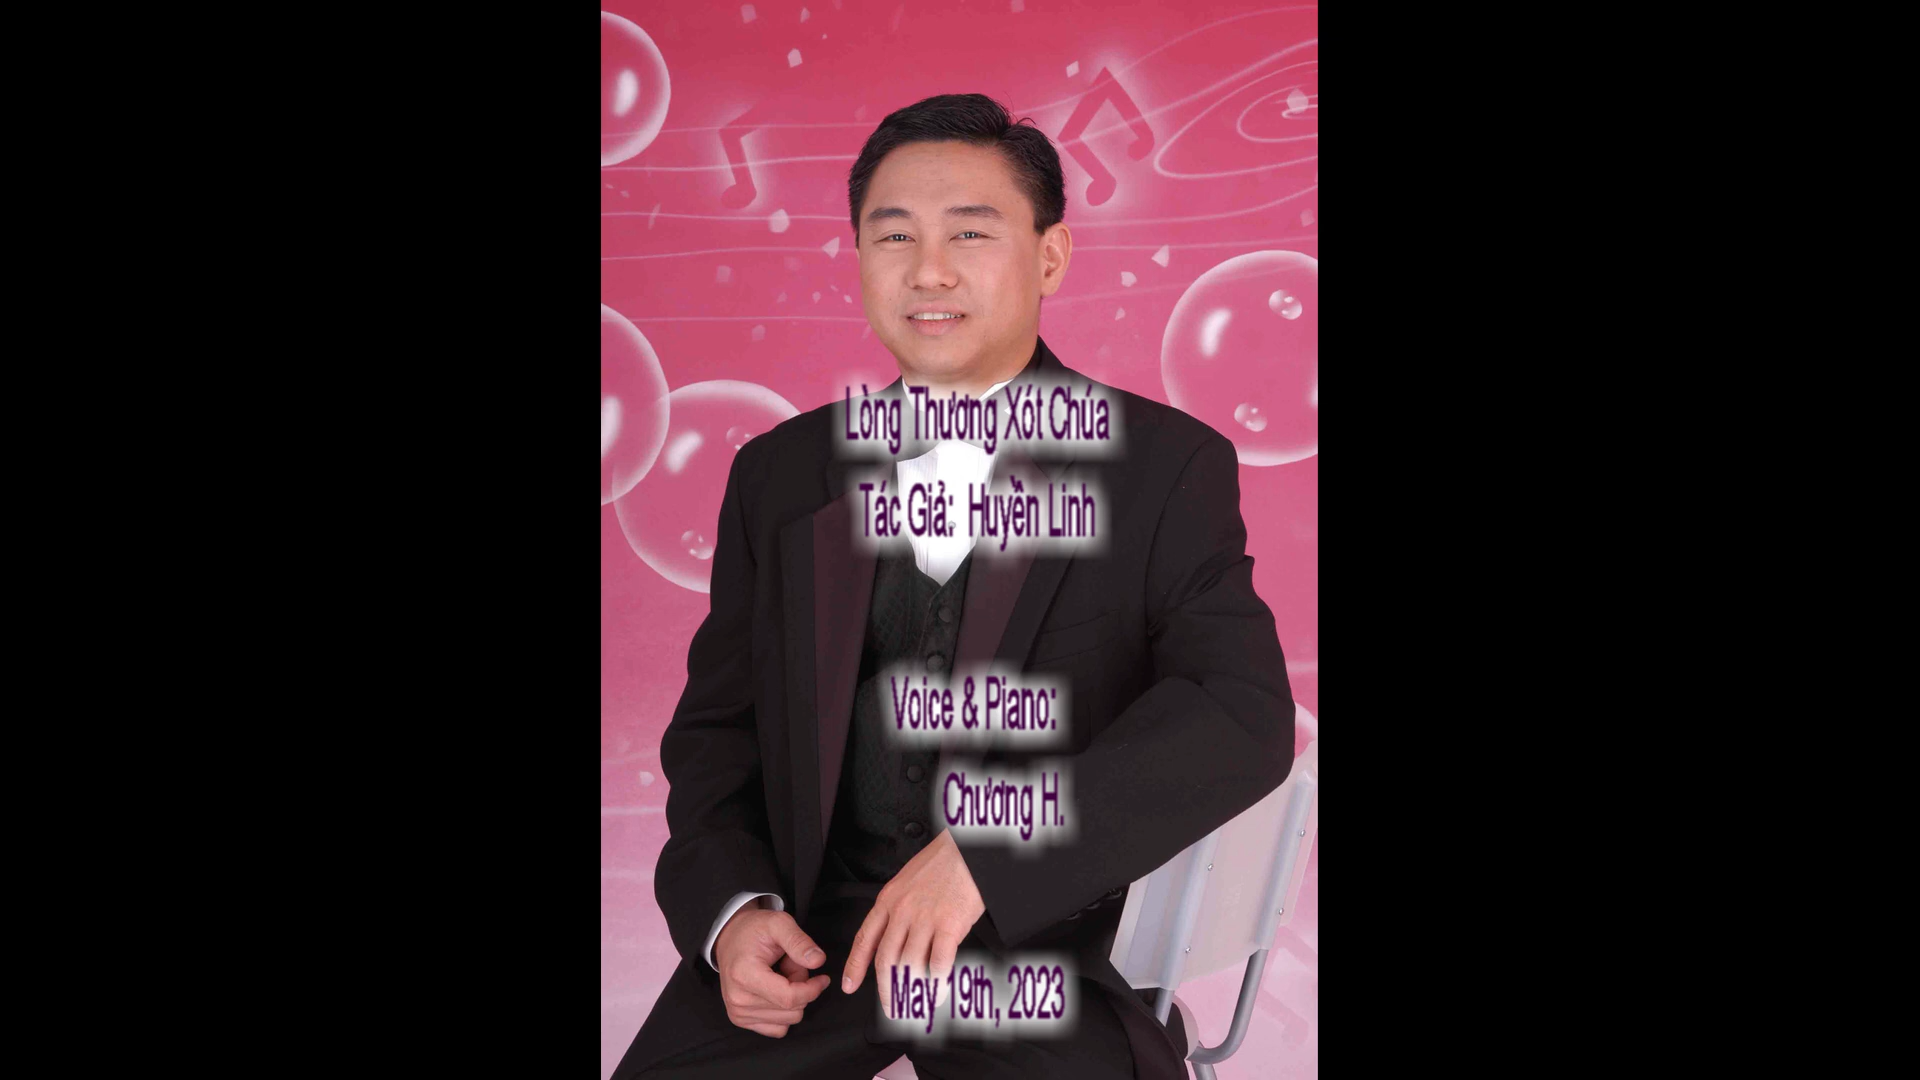 Lòng Thương Xót Chúa
Tác Giả: Huyền Linh
Voice & Piano:
Chương H.
May 19th, 2023